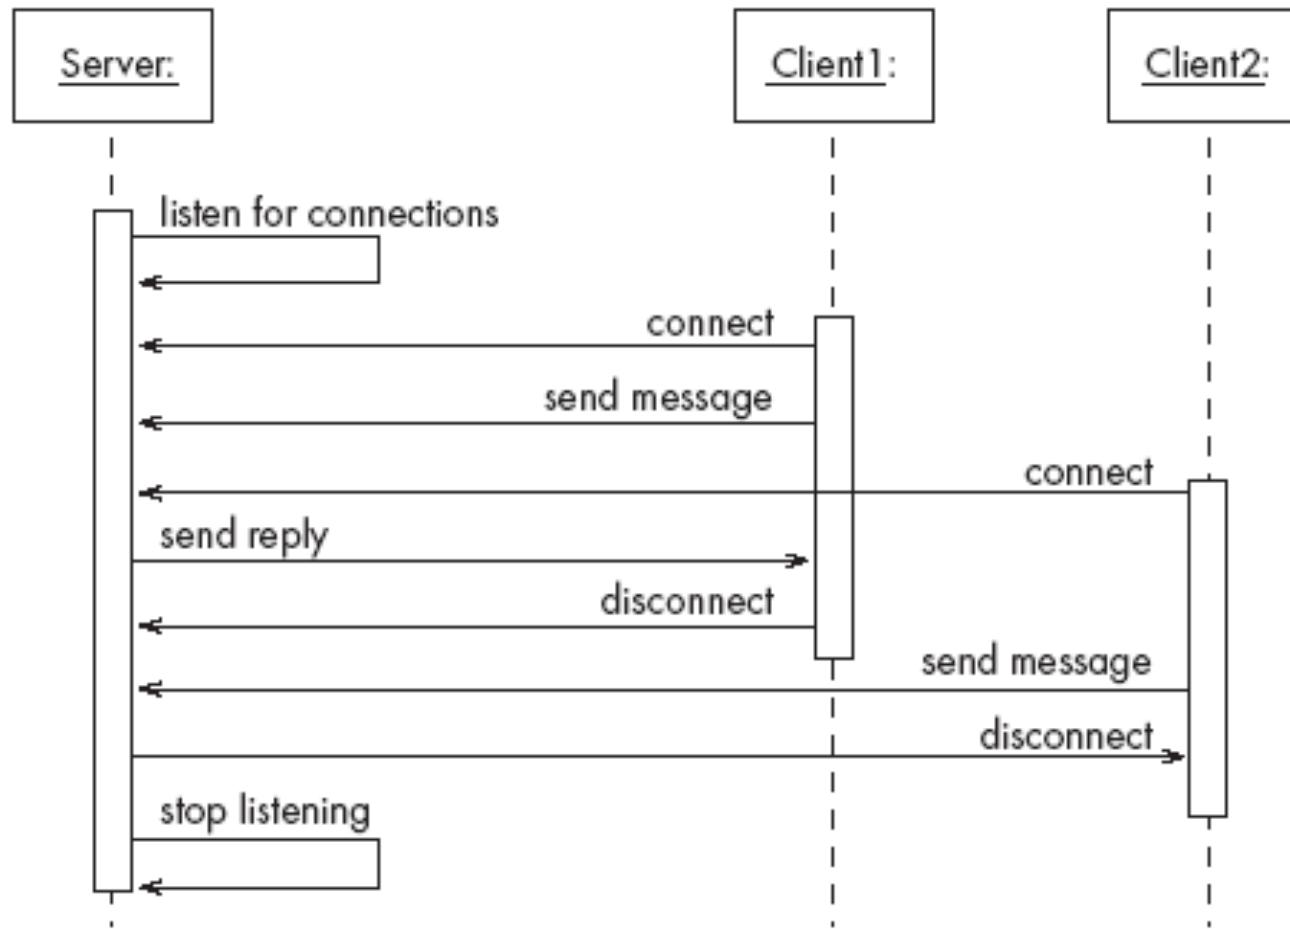 Server:
Client1:
Client2:
listen for connections
connect
send message
connect
send reply
disconnect
send message
disconnect
stop listening